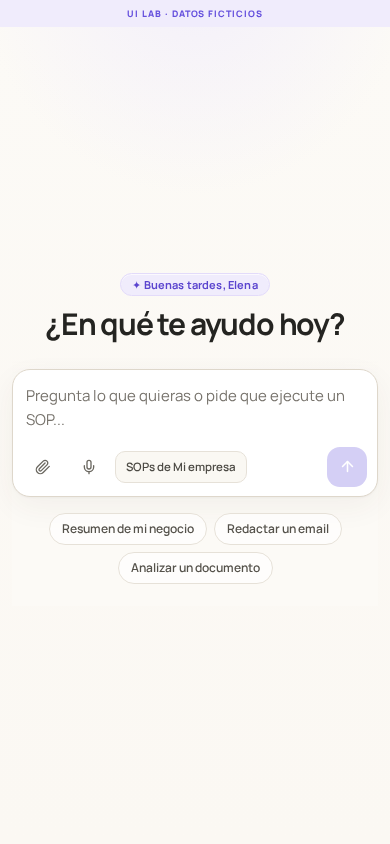 UI LAB · DATOS FICTICIOS
✦ Buenas tardes, Elena
¿En qué te ayudo hoy?
Pregunta lo que quieras o pide que ejecute un
SOP...
SOPs de Mi empresa
Resumen de mi negocio
Redactar un email
Analizar un documento